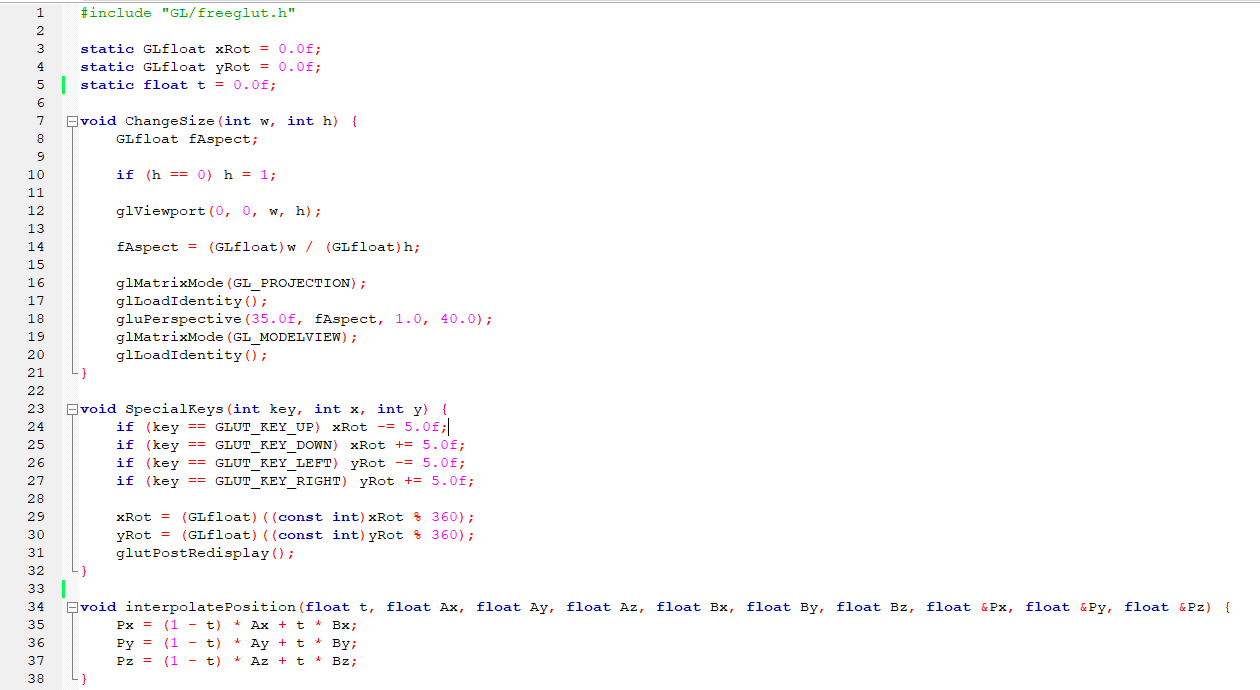 1 #include "GL/freeglut.h"
2
3 static GLfloat xRot = 0.0f;
4 static GLfloat yRot = 0.0f;
5 static float t = 0.0f;
6
7 void ChangeSize(int w, int h) {
8     GLfloat fAspect;
9
10     if (h == 0) h = 1;
11
12     glViewport(0, 0, w, h);
13
14     fAspect = (GLfloat)w / (GLfloat)h;
15
16     glMatrixMode(GL_PROJECTION);
17     glLoadIdentity();
18     gluPerspective(35.0f, fAspect, 1.0, 40.0);
19     glMatrixMode(GL_MODELVIEW);
20     glLoadIdentity();
21 }
22
23 void SpecialKeys(int key, int x, int y) {
24     if (key == GLUT_KEY_UP) xRot -= 5.0f;
25     if (key == GLUT_KEY_DOWN) xRot += 5.0f;
26     if (key == GLUT_KEY_LEFT) yRot -= 5.0f;
27     if (key == GLUT_KEY_RIGHT) yRot += 5.0f;
28
29     xRot = (GLfloat)((const int)xRot % 360);
30     yRot = (GLfloat)((const int)yRot % 360);
31     glutPostRedisplay();
32 }
33
34 void interpolatePosition(float t, float Ax, float Ay, float Az, float Bx, float By, float Bz, float &Px, float &Py, float &Pz) {
35     Px = (1 - t) * Ax + t * Bx;
36     Py = (1 - t) * Ay + t * By;
37     Pz = (1 - t) * Az + t * Bz;
38 }